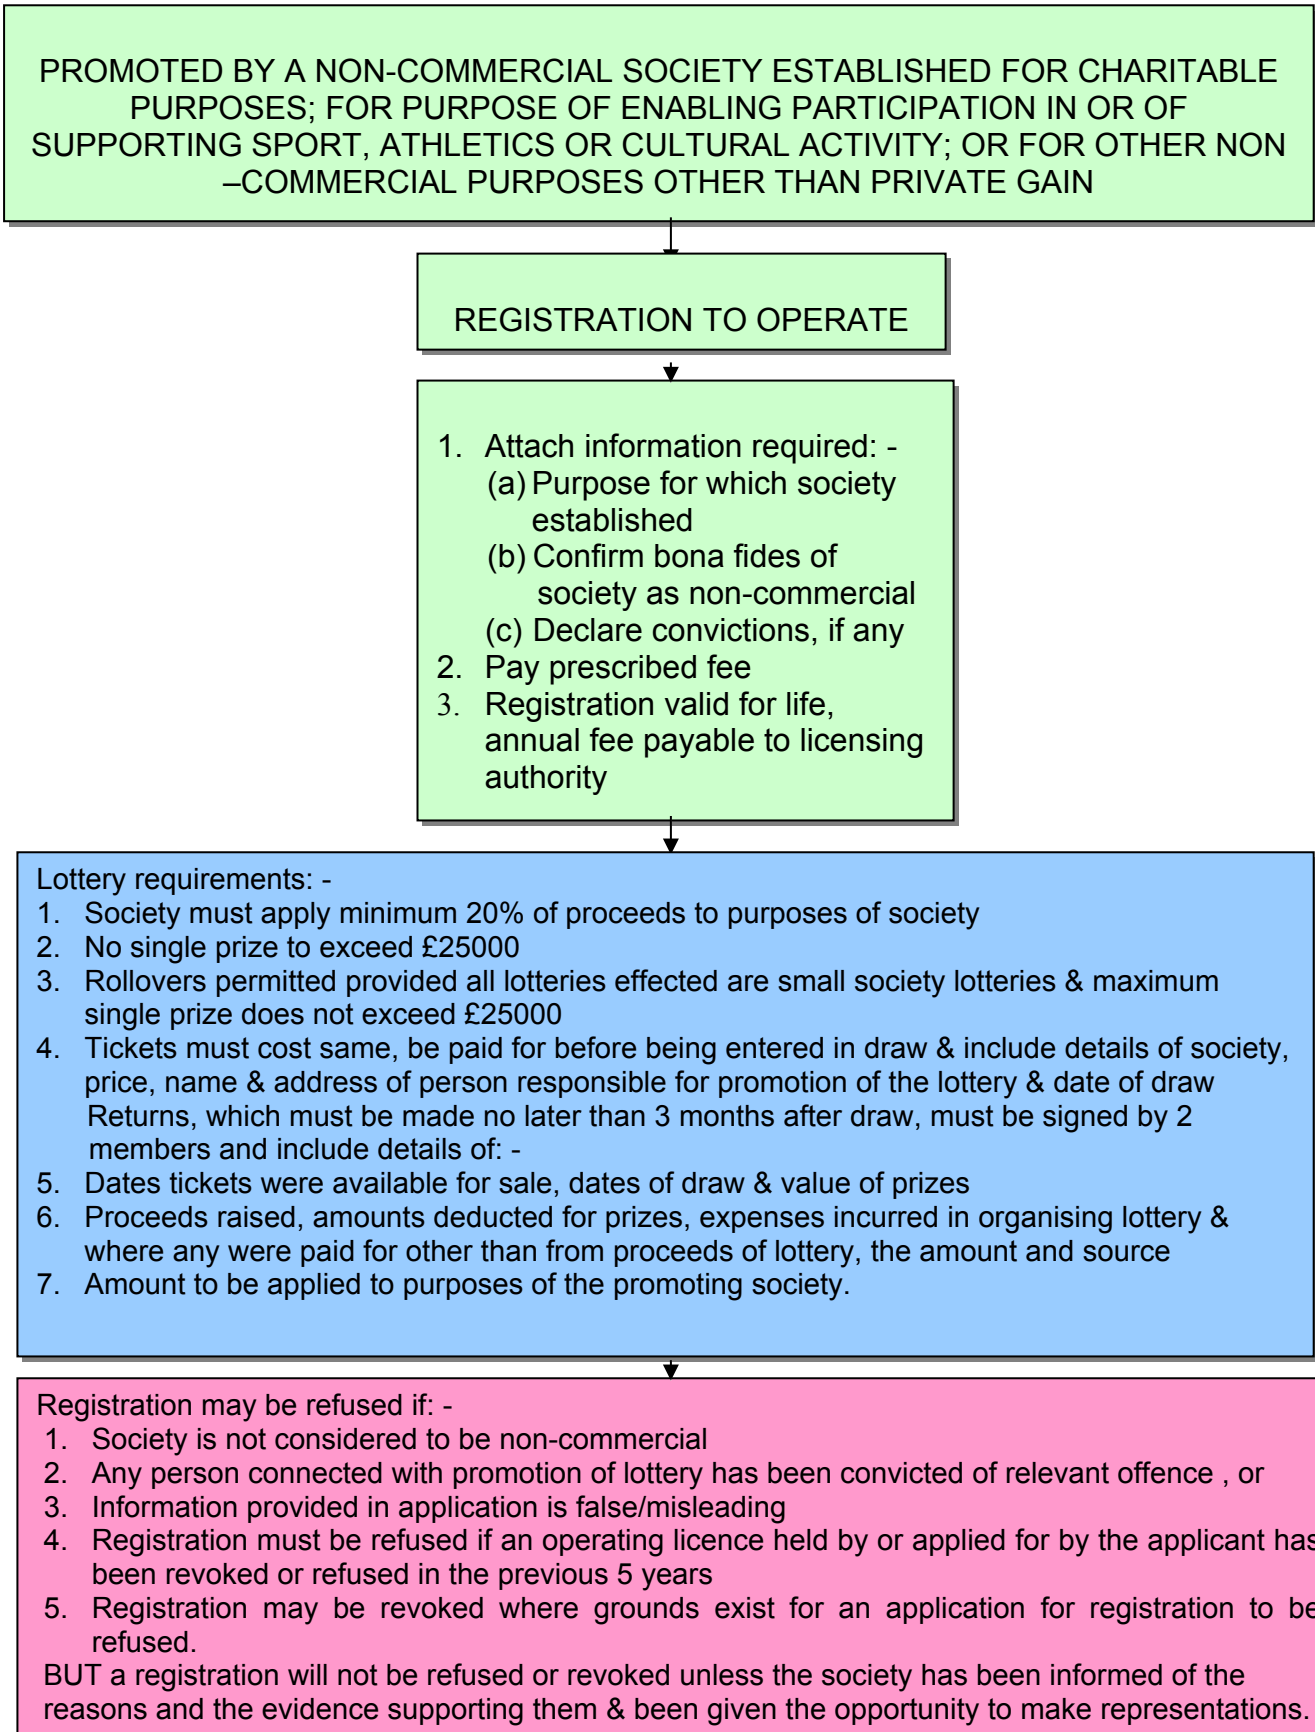 PROMOTED BY A NON-COMMERCIAL SOCIETY ESTABLISHED FOR CHARITABLE
PURPOSES; FOR PURPOSE OF ENABLING PARTICIPATION IN OR OF
SUPPORTING SPORT, ATHLETICS OR CULTURAL ACTIVITY; OR FOR OTHER NON
–COMMERCIAL PURPOSES OTHER THAN PRIVATE GAIN
REGISTRATION TO OPERATE
1. Attach information required: -
(a) Purpose for which society
established
(b) Confirm bona fides of
society as non-commercial
(c) Declare convictions, if any
2. Pay prescribed fee
3. Registration valid for life,
annual fee payable to licensing
authority
Lottery requirements: -
1. Society must apply minimum 20% of proceeds to purposes of society
2. No single prize to exceed £25000
3. Rollovers permitted provided all lotteries effected are small society lotteries & maximum
single prize does not exceed £25000
4. Tickets must cost same, be paid for before being entered in draw & include details of society,
price, name & address of person responsible for promotion of the lottery & date of draw
Returns, which must be made no later than 3 months after draw, must be signed by 2
members and include details of: -
5. Dates tickets were available for sale, dates of draw & value of prizes
6. Proceeds raised, amounts deducted for prizes, expenses incurred in organising lottery &
where any were paid for other than from proceeds of lottery, the amount and source
7. Amount to be applied to purposes of the promoting society.
Registration may be refused if: -
1. Society is not considered to be non-commercial
2. Any person connected with promotion of lottery has been convicted of relevant offence , or
3. Information provided in application is false/misleading
4. Registration must be refused if an operating licence held by or applied for by the applicant has
been revoked or refused in the previous 5 years
5. Registration may be revoked where grounds exist for an application for registration to be
refused.
BUT a registration will not be refused or revoked unless the society has been informed of the
reasons and the evidence supporting them & been given the opportunity to make representations.